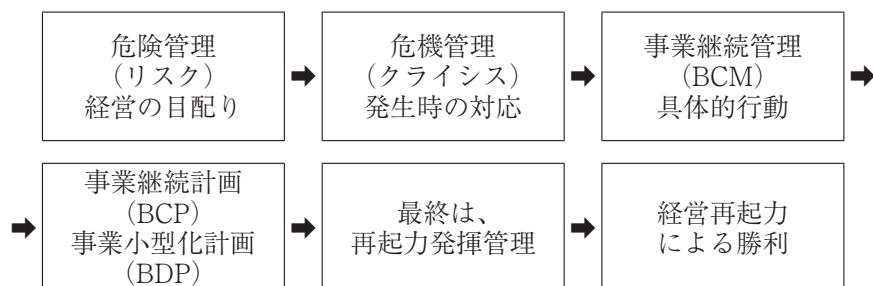 危険管理
（リスク）
経営の目配り
危機管理
（クライシス）
発生時の対応
事業継続管理
（BCM）
具体的行動
事業継続計画
（BCP）
事業小型化計画
（BDP）
最終は、
再起力発揮管理
経営再起力
による勝利